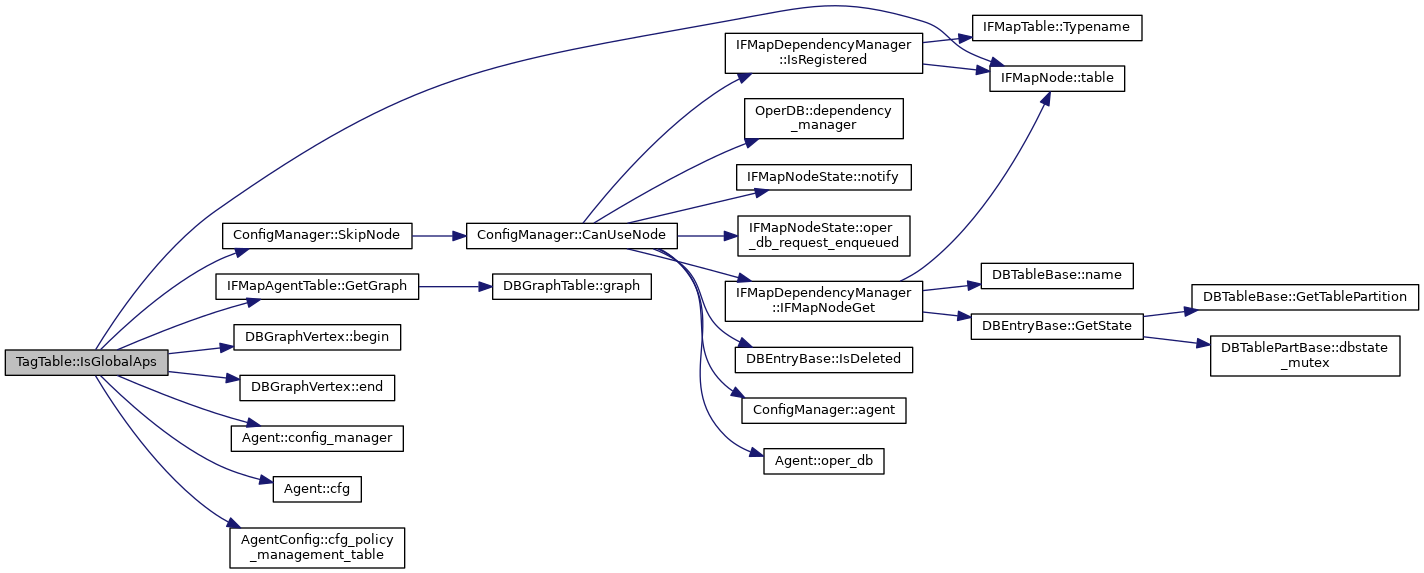 TagTable::IsGlobalAps
ConfigManager::SkipNode
IFMapAgentTable::GetGraph
DBGraphVertex::begin
DBGraphVertex::end
Agent::config_manager
Agent::cfg
AgentConfig::cfg_policy
_management_table
ConfigManager::CanUseNode
DBGraphTable::graph
IFMapDependencyManager
::IsRegistered
OperDB::dependency
_manager
IFMapNodeState::notify
IFMapNodeState::oper
_db_request_enqueued
IFMapDependencyManager
::IFMapNodeGet
DBEntryBase::IsDeleted
ConfigManager::agent
Agent::oper_db
IFMapTable::Typename
IFMapNode::table
DBTableBase::name
DBEntryBase::GetState
DBTableBase::GetTablePartition
DBTablePartBase::dbstate
_mutex